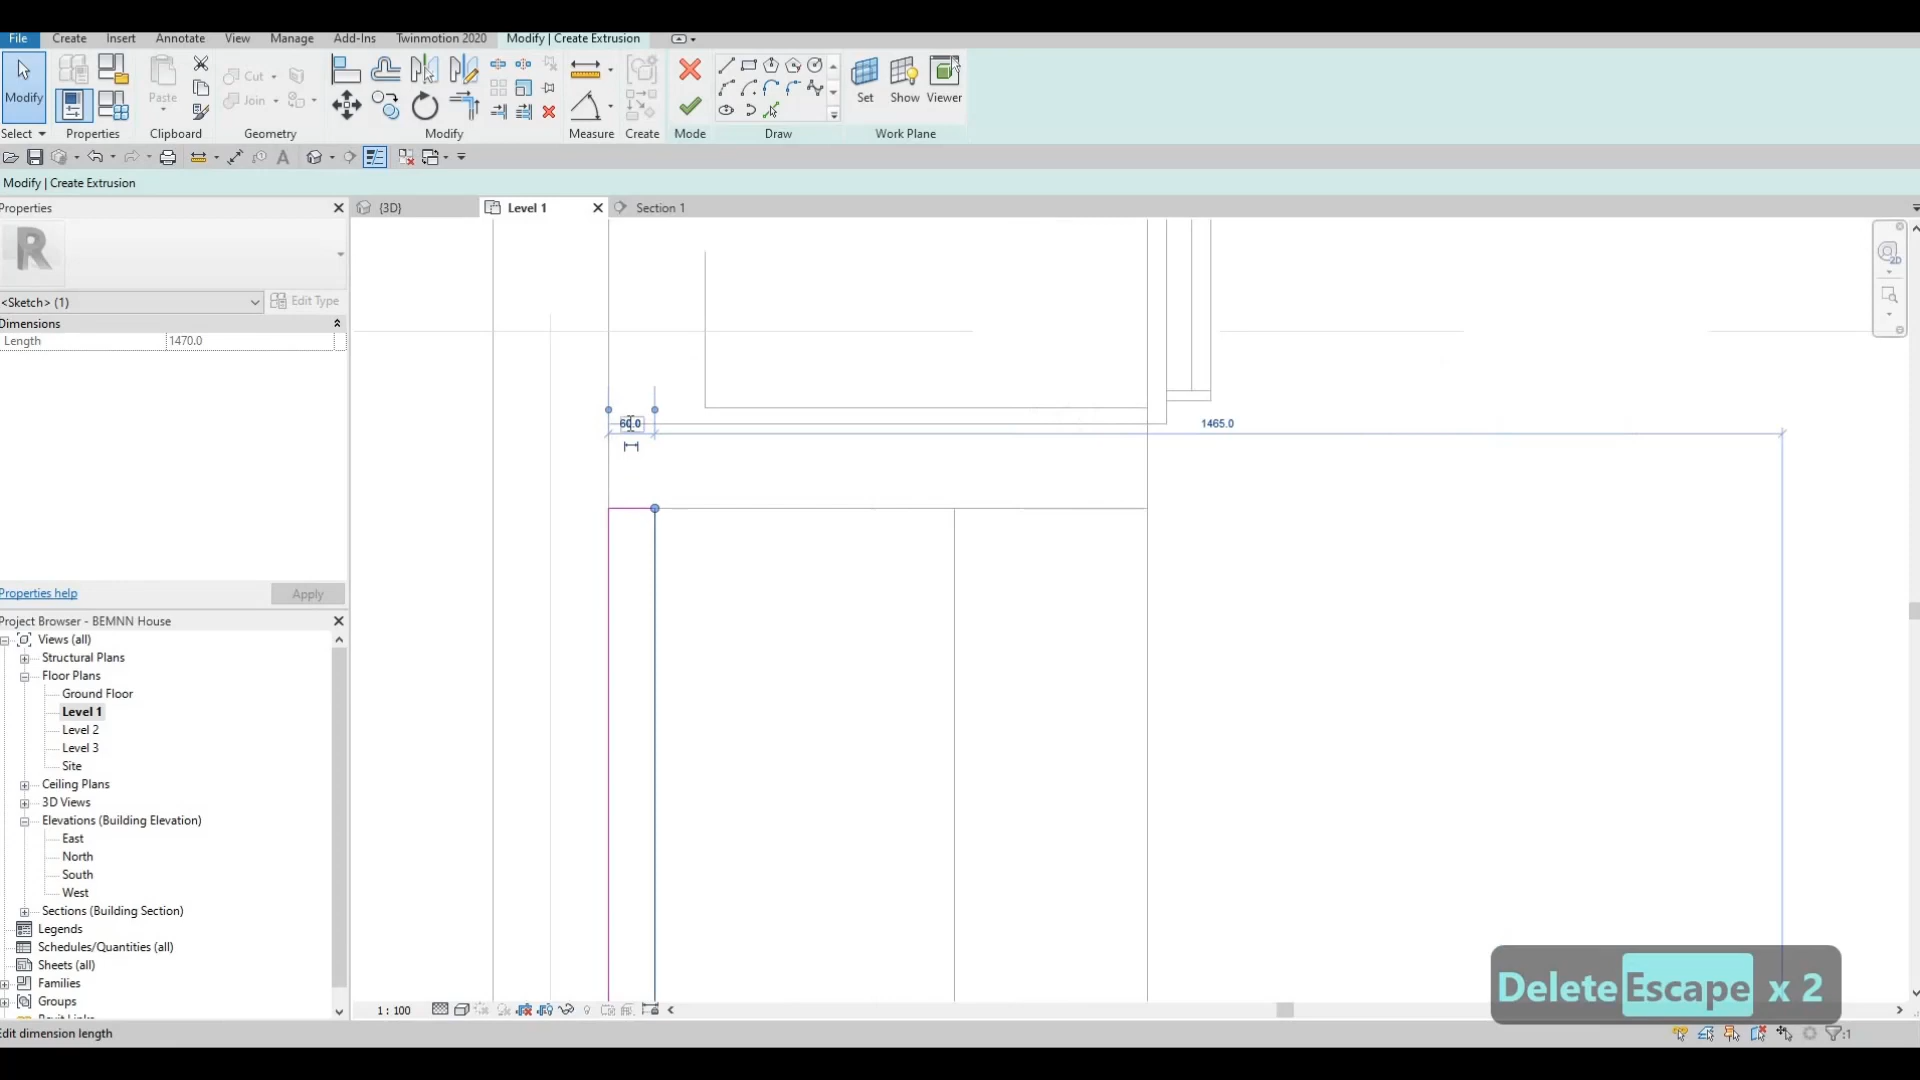 File Create Insert Annotate View Manage Add-Ins Twinmotion 2020 Modify | Create Extrusion
Modify Paste Cut Join Set Show Viewer
Select Properties Clipboard Geometry Modify Measure Create Mode Draw Work Plane
Modify | Create Extrusion
Properties
{3D} Level 1 Section 1
R
<Sketch> (1) Edit Type
Dimensions
Length 1470.0
60.0 1465.0
Properties help Apply
Project Browser - BEMNN House
Views (all)
Structural Plans
Floor Plans
Ground Floor
Level 1
Level 2
Level 3
Site
Ceiling Plans
3D Views
Elevations (Building Elevation)
East
North
South
West
Sections (Building Section)
Legends
Schedules/Quantities (all)
Sheets (all)
Families
Groups
1 : 100
Edit dimension length
:1
2D
A
Delete Escape x 2